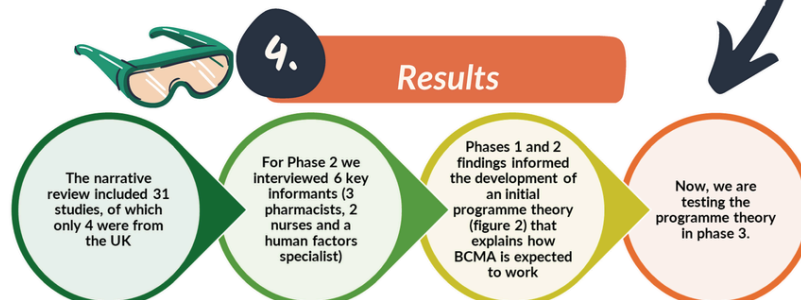 4.
Results
The narrative
review included 31
studies, of which
only 4 were from
the UK
For Phase 2 we
interviewed 6 key
informants (3
pharmacists, 2
nurses and a
human factors
specialist)
Phases 1 and 2
findings informed
the development of
an initial
programme theory
(figure 2) that
explains how
BCMA is expected
to work
Now, we are
testing the
programme theory
in phase 3.